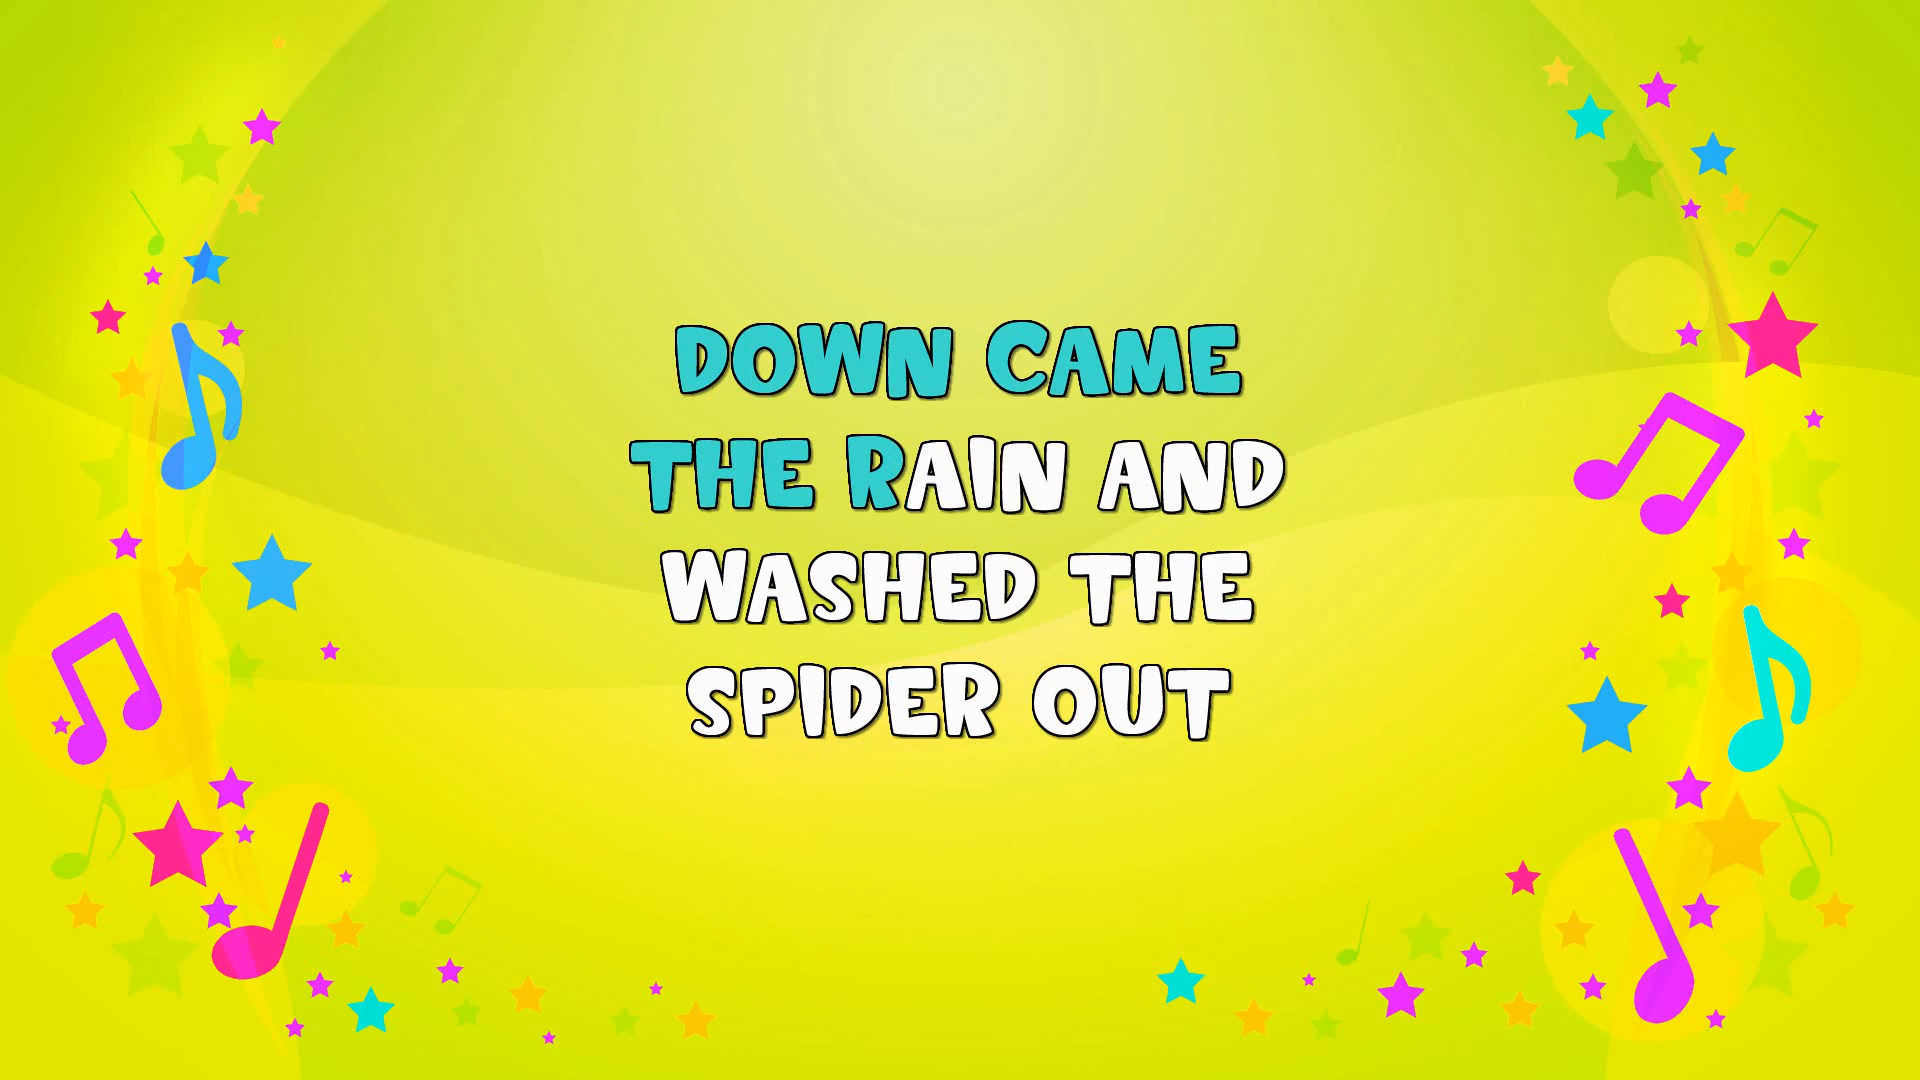 DOWN CAME
THE RAIN AND
WASHED THE
SPIDER OUT